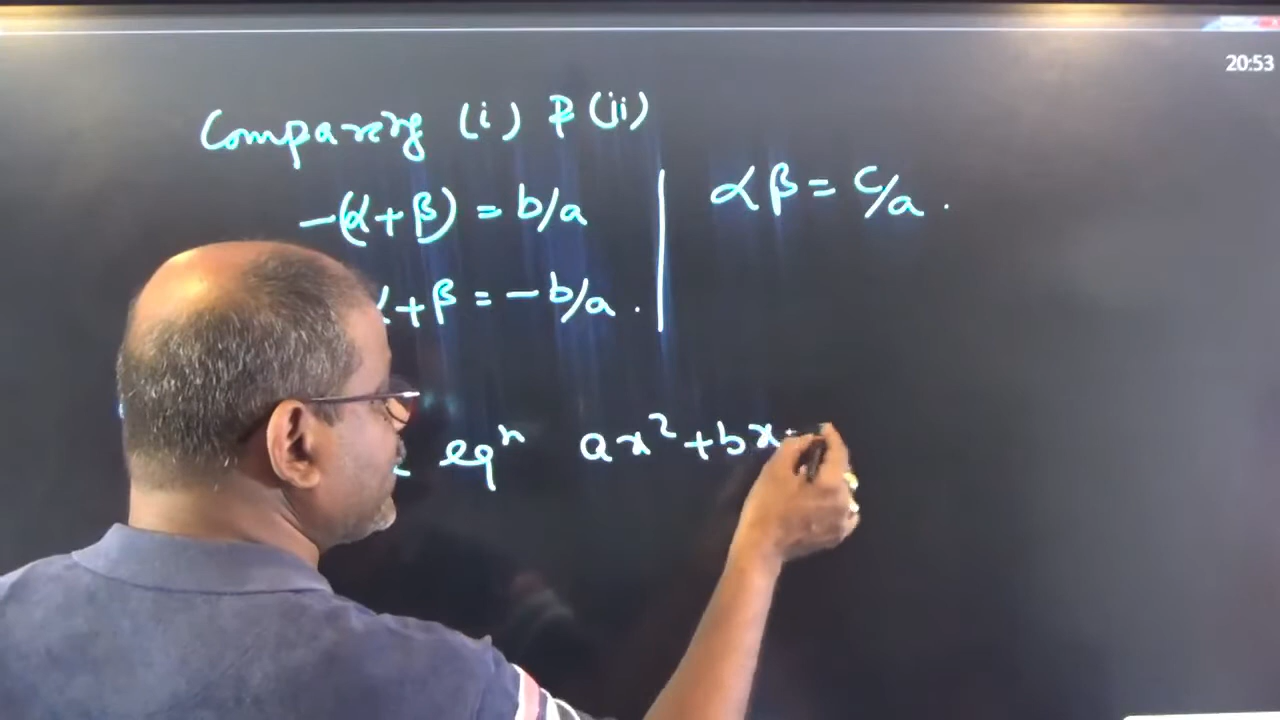 20:53
Comparing (i) & (ii)
-(α+β) = b/a
αβ = c/a .
α+β = -b/a .
eqⁿ ax²+bx